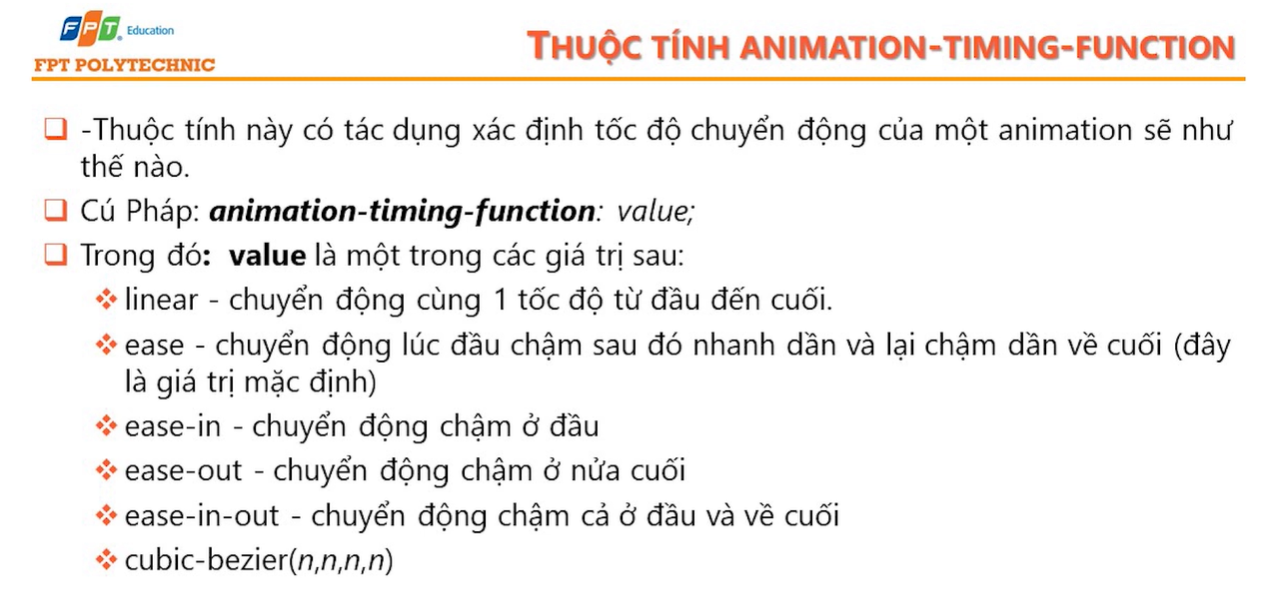 FPT Education
FPT POLYTECHNIC
THUỘC TÍNH ANIMATION-TIMING-FUNCTION
-Thuộc tính này có tác dụng xác định tốc độ chuyển động của một animation sẽ như
thế nào.
Cú Pháp: animation-timing-function: value;
Trong đó: value là một trong các giá trị sau:
linear - chuyển động cùng 1 tốc độ từ đầu đến cuối.
ease - chuyển động lúc đầu chậm sau đó nhanh dần và lại chậm dần về cuối (đây
là giá trị mặc định)
ease-in - chuyển động chậm ở đầu
ease-out - chuyển động chậm ở nửa cuối
ease-in-out - chuyển động chậm cả ở đầu và về cuối
cubic-bezier(n,n,n,n)